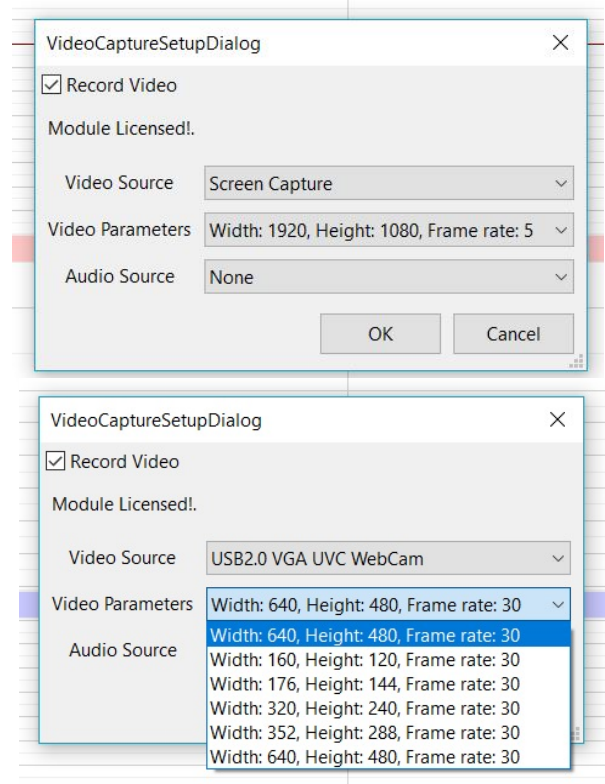 VideoCaptureSetupDialog
Record Video
Module Licensed!.
Video Source Screen Capture
Video Parameters Width: 1920, Height: 1080, Frame rate: 5
Audio Source None
OK Cancel
VideoCaptureSetupDialog
Record Video
Module Licensed!.
Video Source USB2.0 VGA UVC WebCam
Video Parameters Width: 640, Height: 480, Frame rate: 30
Width: 640, Height: 480, Frame rate: 30
Audio Source Width: 160, Height: 120, Frame rate: 30
Width: 176, Height: 144, Frame rate: 30
Width: 320, Height: 240, Frame rate: 30
Width: 352, Height: 288, Frame rate: 30
Width: 640, Height: 480, Frame rate: 30